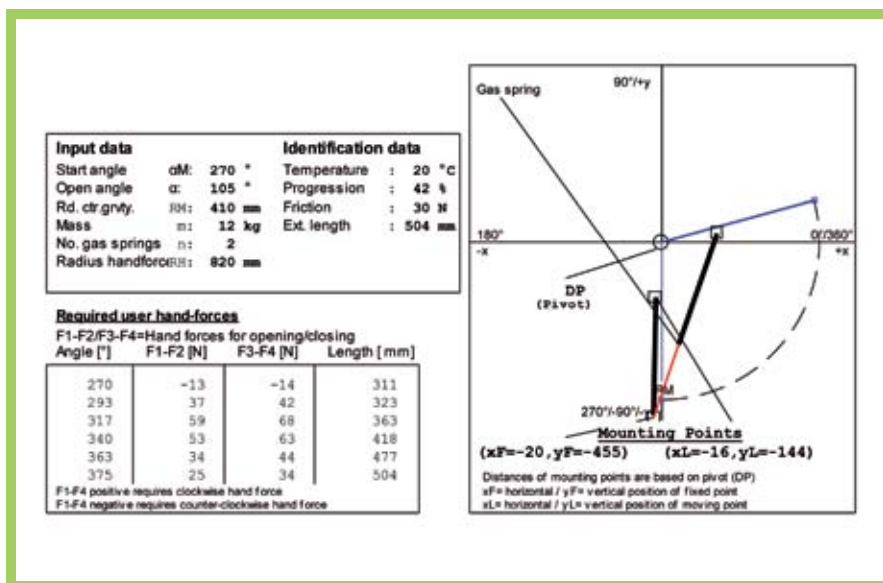 Input data Identification data
Start angle αM: 270 ° Temperature : 20 °C
Open angle α: 105 ° Progression : 42 %
Rd. ctr.grvty. RM: 410 mm Friction : 30 N
Mass m: 12 kg Ext. length : 504 mm
No. gas springs n: 2
Radius handforceRH: 820 mm
Required user hand-forces
F1-F2/F3-F4=Hand forces for opening/closing
Angle [°] F1-F2 [N] F3-F4 [N] Length [ mm]
270 -13 -14 311
293 37 42 323
317 59 68 363
340 53 63 418
363 34 44 477
375 25 34 504
F1-F4 positive requires clockwise hand force
F1-F4 negative requires counter-clockwise hand force
90°/+y
Gas spring
180° 0°/360°
-x +x
DP
(Pivot)
RM
270°/-90°/-y
Mounting Points
(xF=-20,yF=-455) (xL=-16,yL=-144)
Distances of mounting points are based on pivot (DP)
xF= horizontal / yF= vertical position of fixed point
xL= horizontal / yL= vertical position of moving point